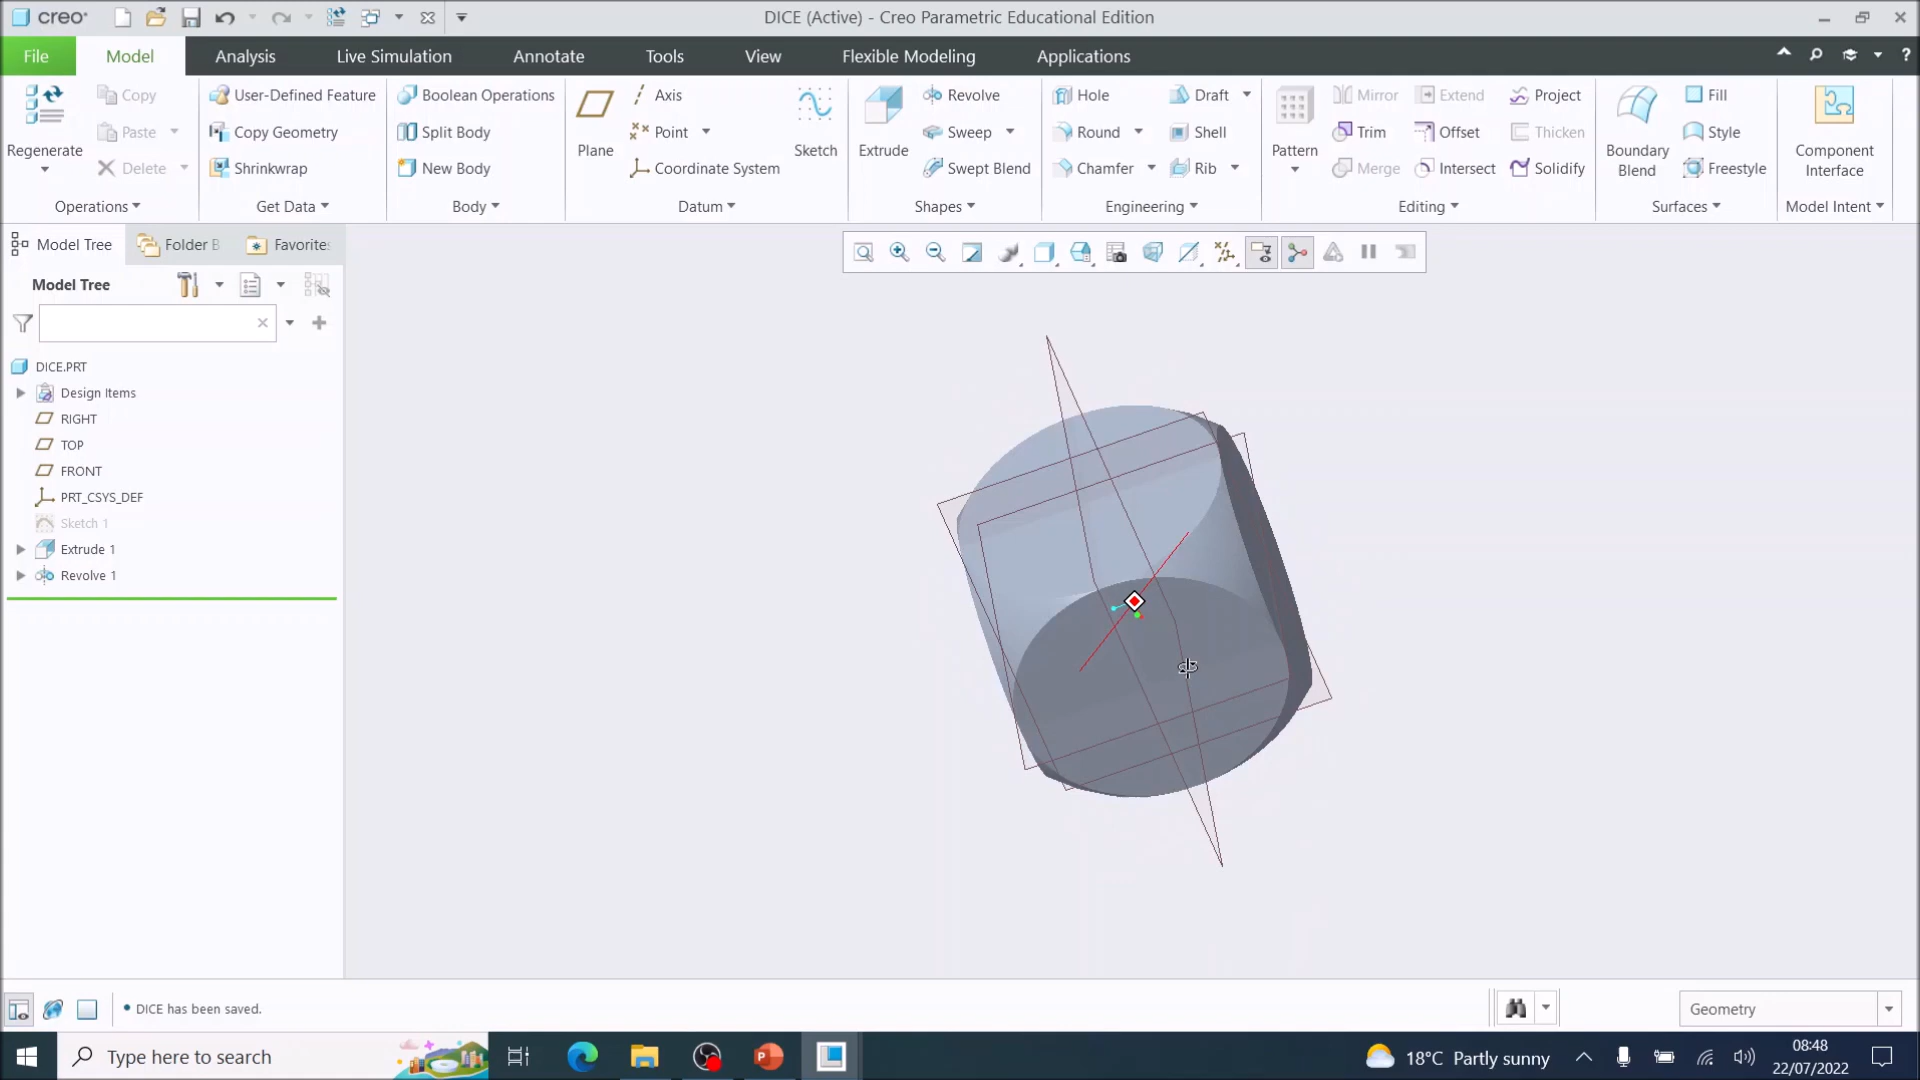 creo®
DICE (Active) - Creo Parametric Educational Edition
File Model Analysis Live Simulation Annotate Tools View Flexible Modeling Applications
Regenerate
Copy
Paste
Delete
Operations
User-Defined Feature
Copy Geometry
Shrinkwrap
Get Data
Boolean Operations
Split Body
New Body
Body
Plane
Axis
Point
Coordinate System
Sketch
Datum
Extrude
Revolve
Sweep
Swept Blend
Shapes
Hole
Round
Chamfer
Draft
Shell
Rib
Engineering
Pattern
Mirror
Trim
Merge
Extend
Offset
Intersect
Project
Thicken
Solidify
Editing
Boundary
Blend
Fill
Style
Freestyle
Surfaces
Component
Interface
Model Intent
Model Tree Folder B Favorites
Model Tree
DICE.PRT
Design Items
RIGHT
TOP
FRONT
PRT_CSYS_DEF
Sketch 1
Extrude 1
Revolve 1
• DICE has been saved.
Geometry
Type here to search
18°C Partly sunny
08:48
22/07/2022